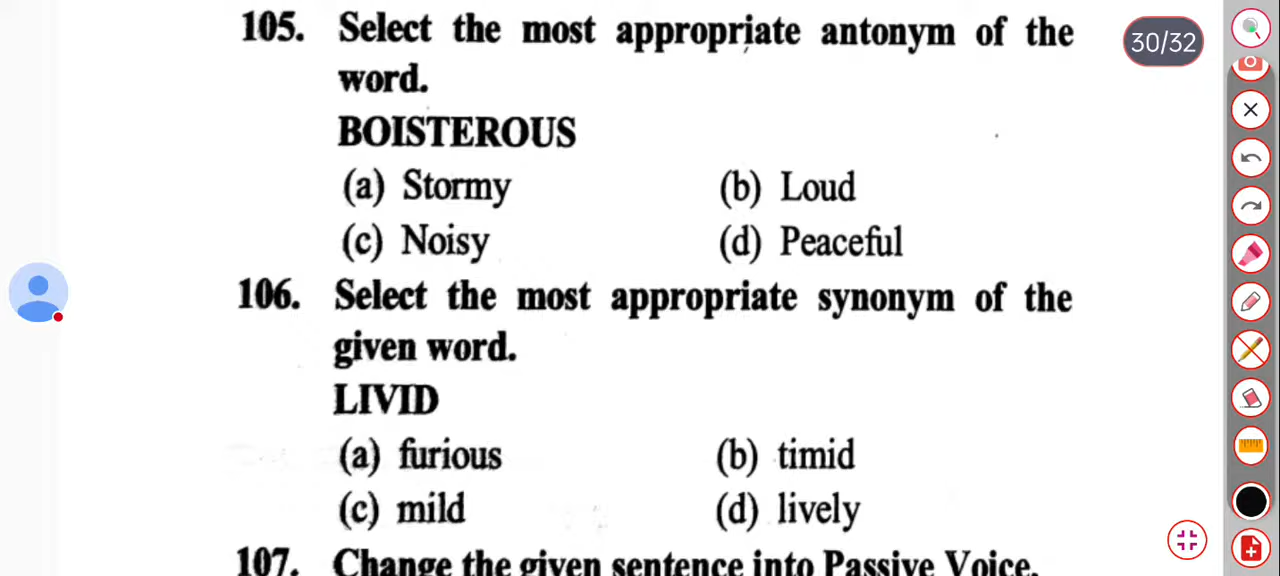 105. Select the most appropriate antonym of the
word.
BOISTEROUS
(a) Stormy (b) Loud
(c) Noisy (d) Peaceful
106. Select the most appropriate synonym of the
given word.
LIVID
(a) furious (b) timid
(c) mild (d) lively
107. Change the given sentence into Passive Voice.
30/32